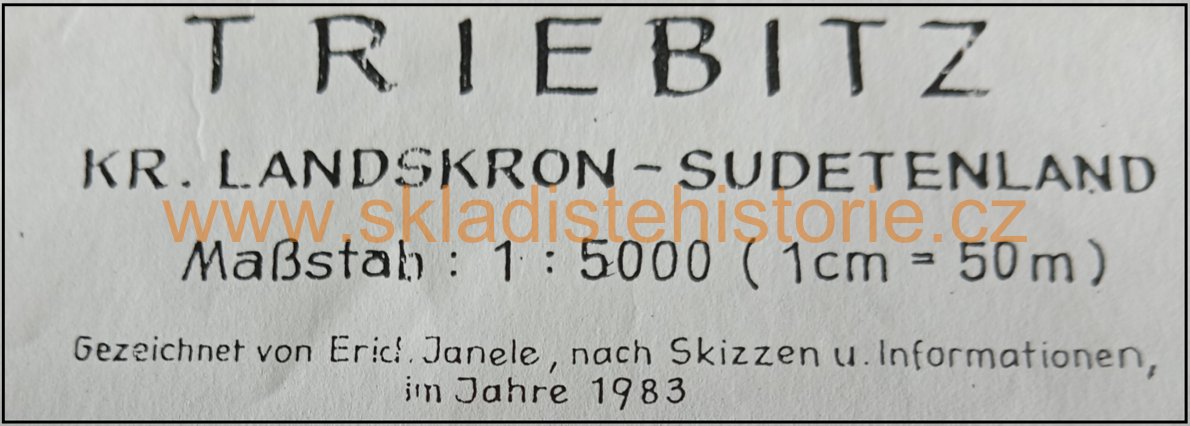 TRIEBITZ
KR. LANDSKRON - SUDETENLAND
www.skladistehistorie.cz
Maßstab : 1 : 5000 ( 1cm = 50m )
Gezeichnet von Erich Janele, nach Skizzen u. Informationen,
im Jahre 1983